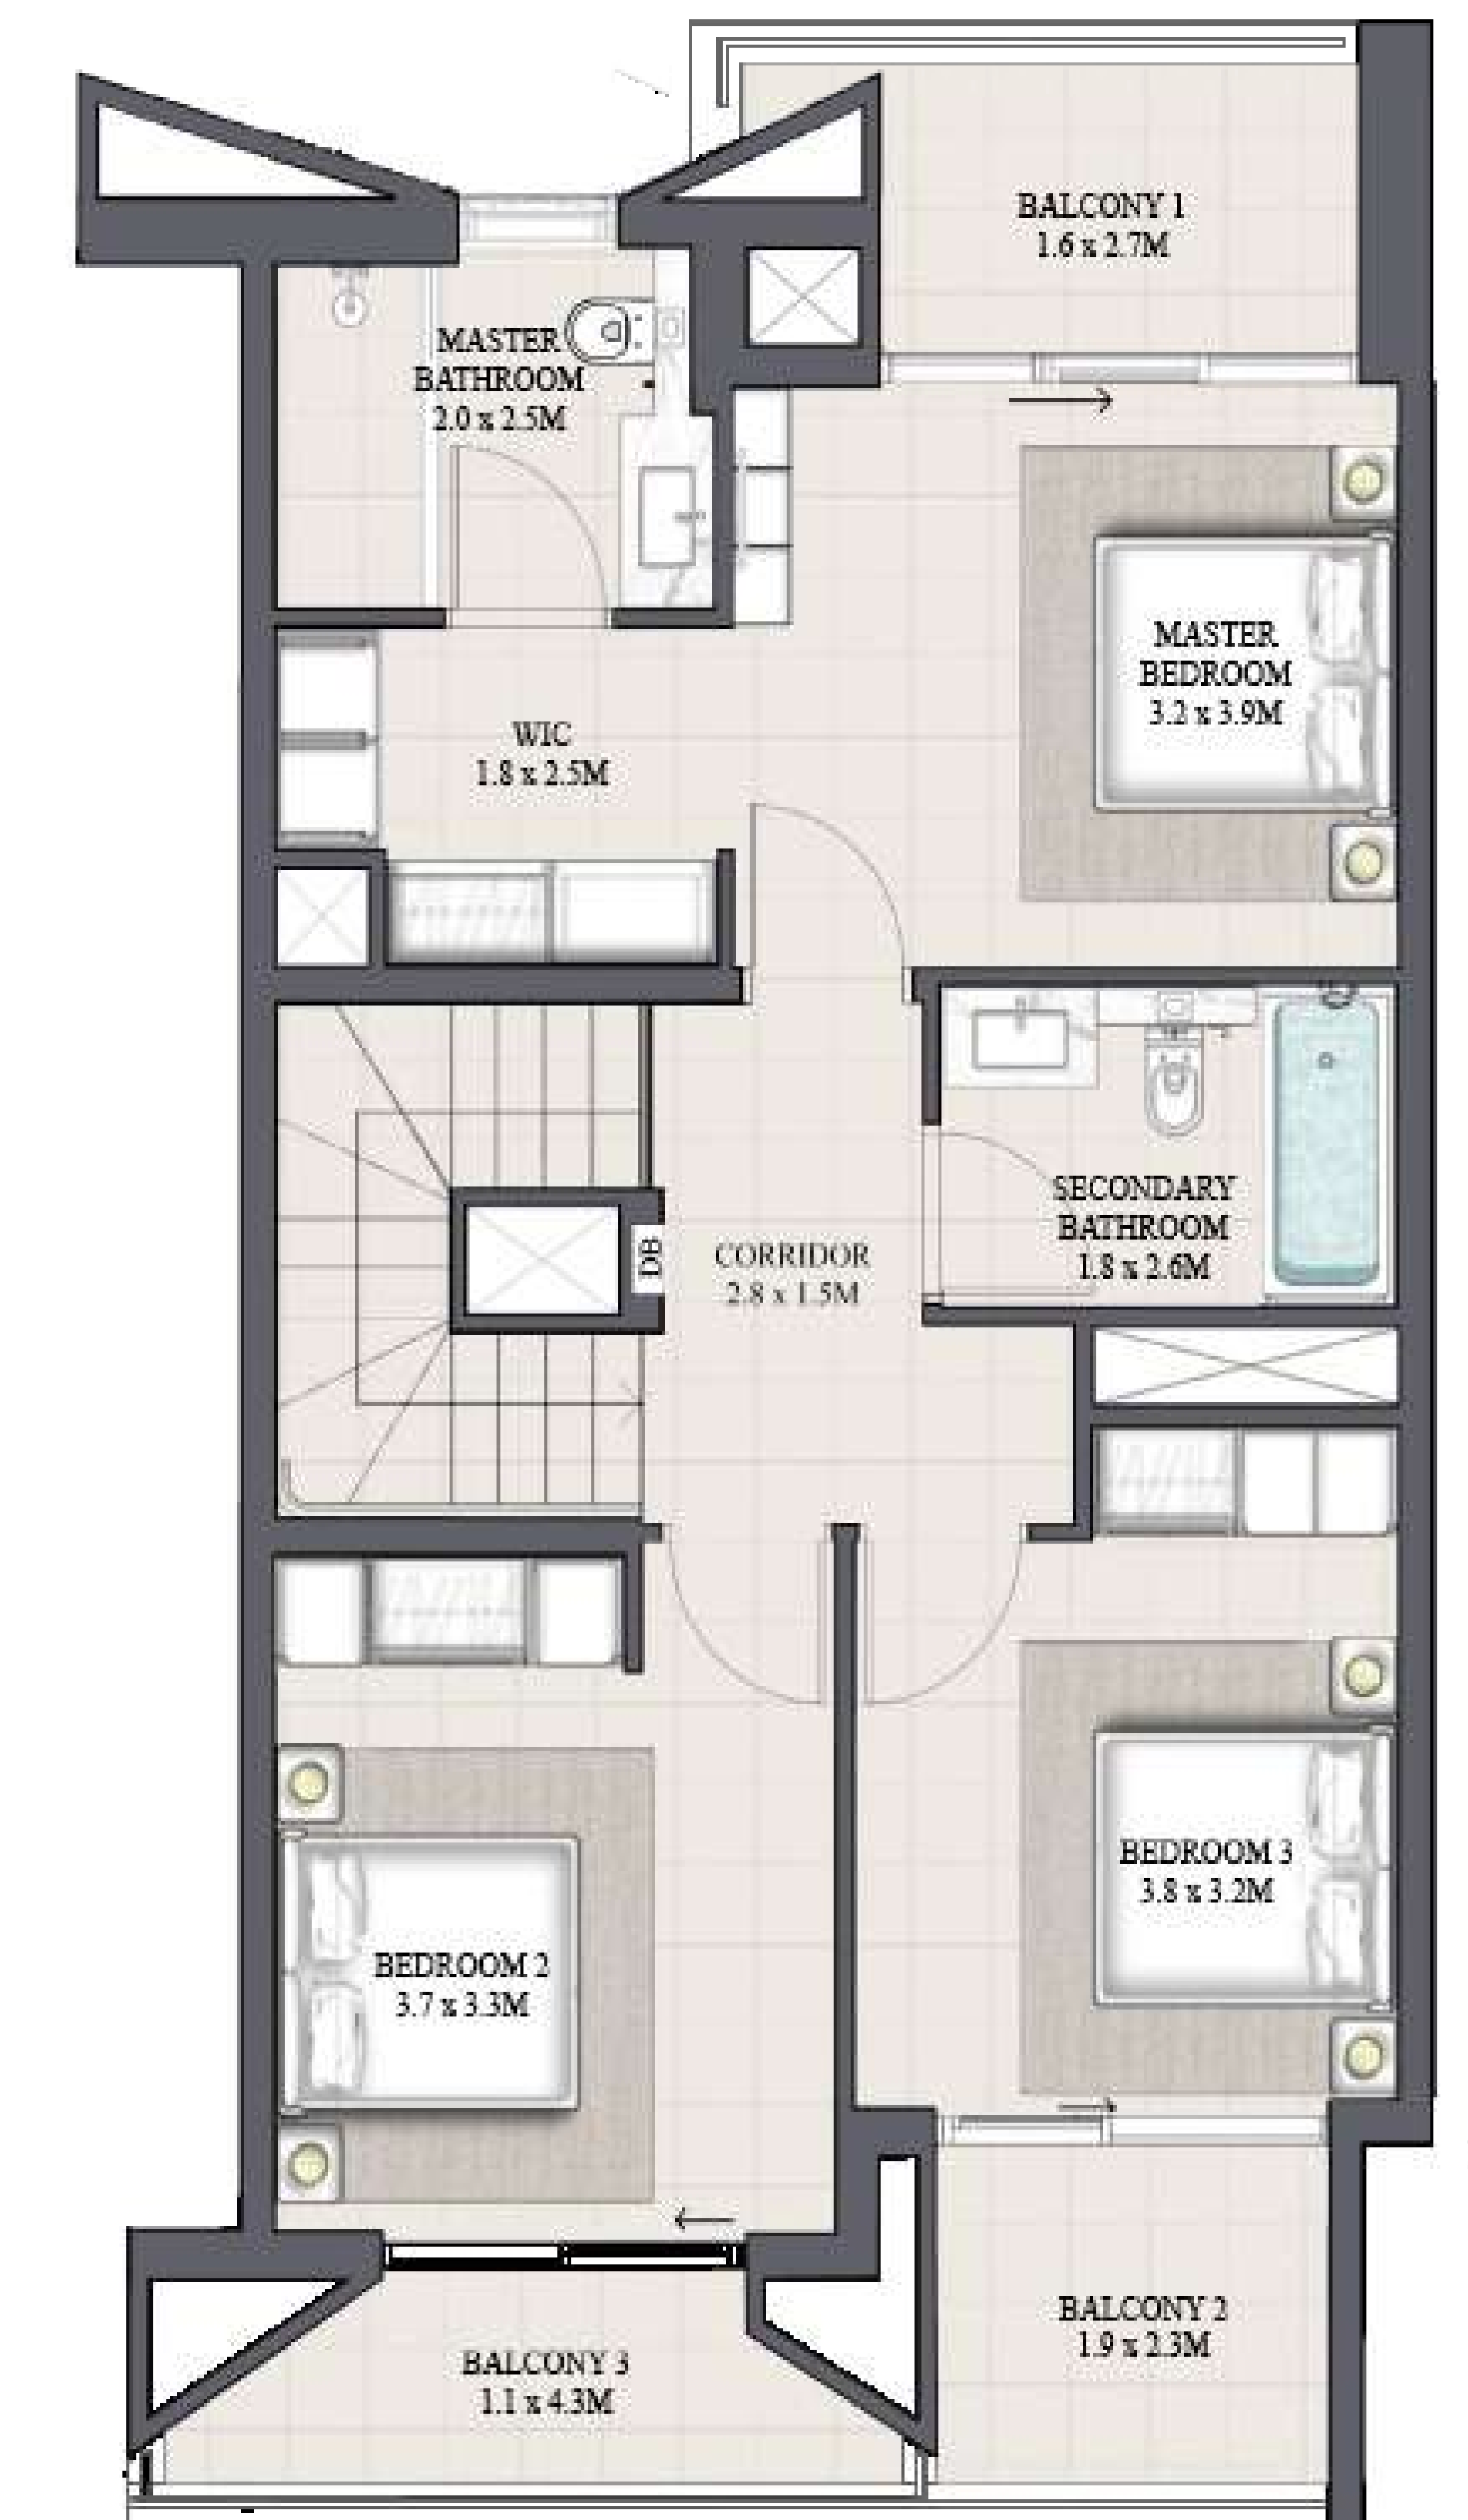 BALCONY 1
1.6 x 2.7M
MASTER
BATHROOM
2.0 x 2.5M
MASTER
BEDROOM
3.2 x 3.9M
WIC
1.8 x 2.5M
SECONDARY
BATHROOM
1.8 x 2.6M
DB
CORRIDOR
2.8 x 1.5M
BEDROOM 3
3.8 x 3.2M
BEDROOM 2
3.7 x 3.3M
BALCONY 2
1.9 x 2.3M
BALCONY 3
1.1 x 4.3M